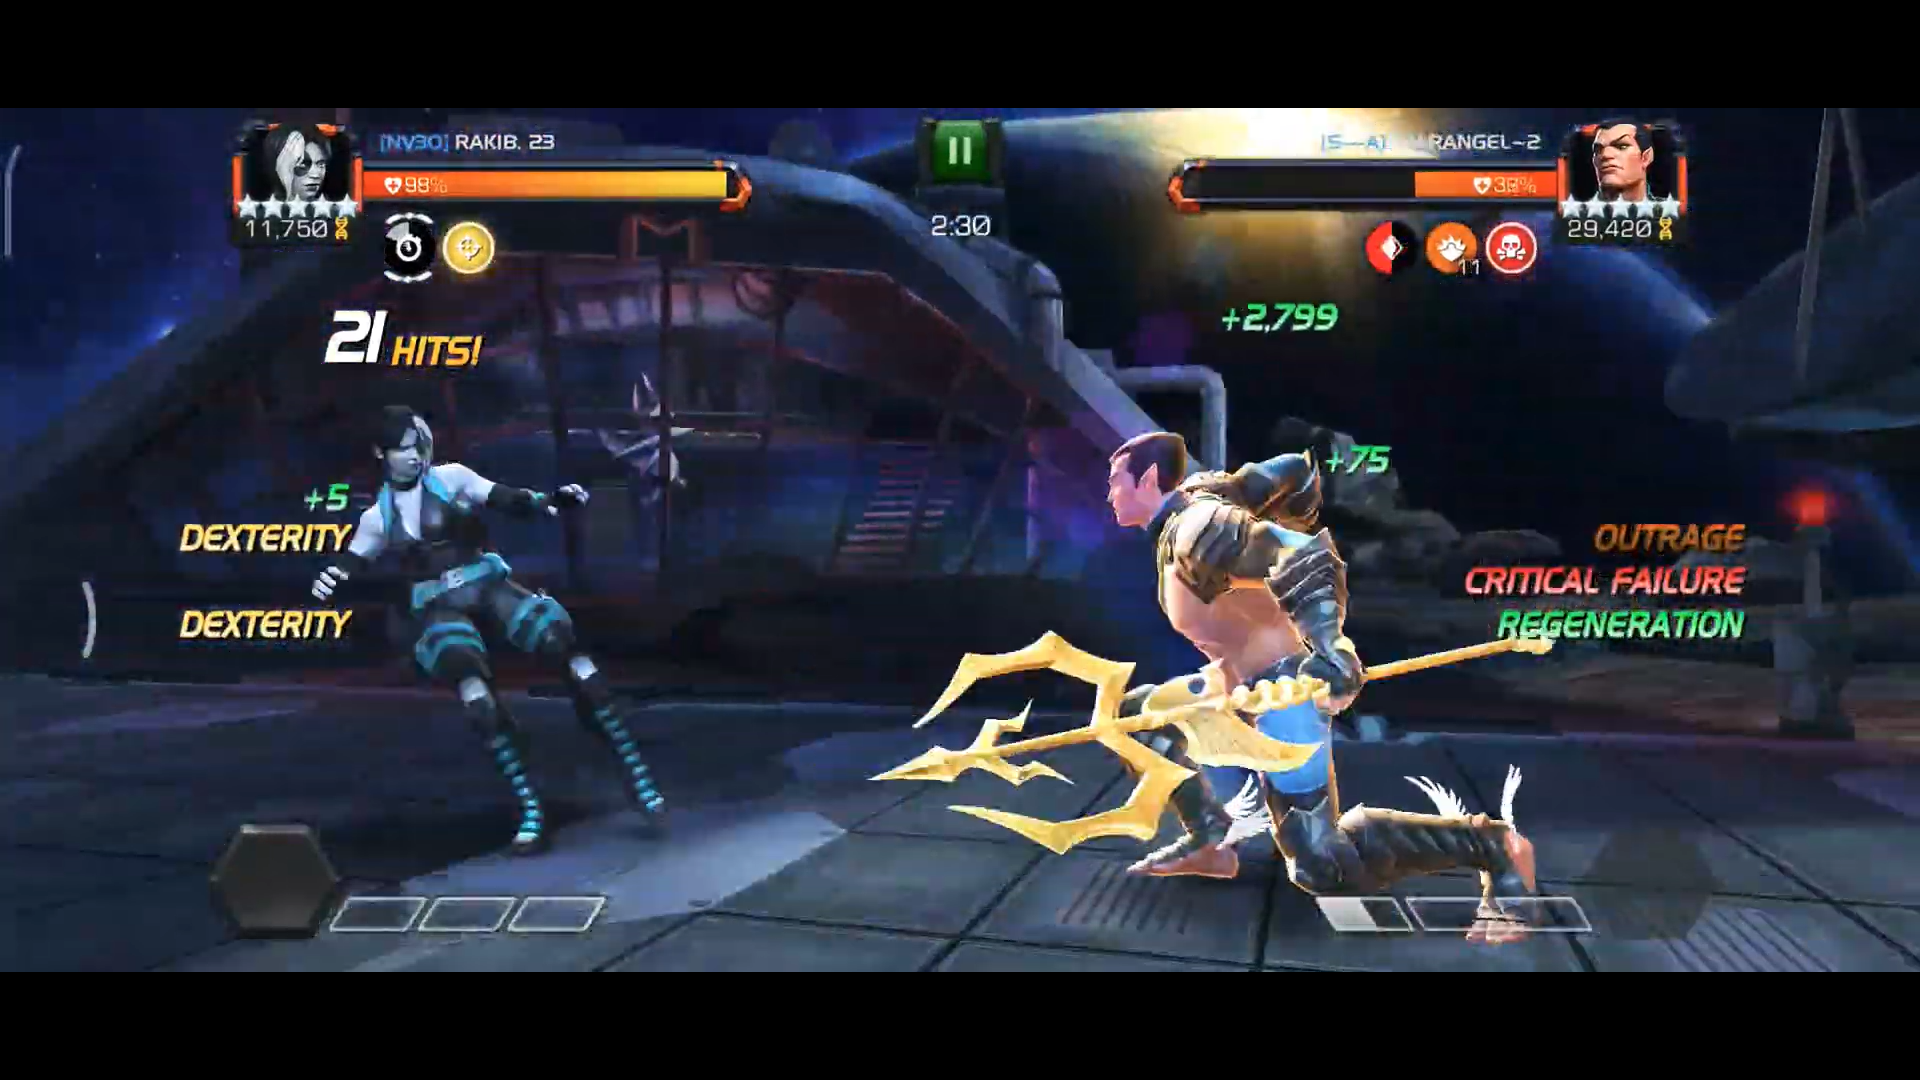 [NV30] RAKIB. 23
RANGEL-2
98%
11,750
2:30
29,420
11
+2,799
21 HITS!
+75
+5
DEXTERITY
OUTRAGE
CRITICAL FAILURE
DEXTERITY
REGENERATION